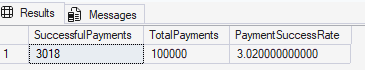 Results Messages
SuccessfulPayments TotalPayments PaymentSuccessRate
1 3018 100000 3.020000000000